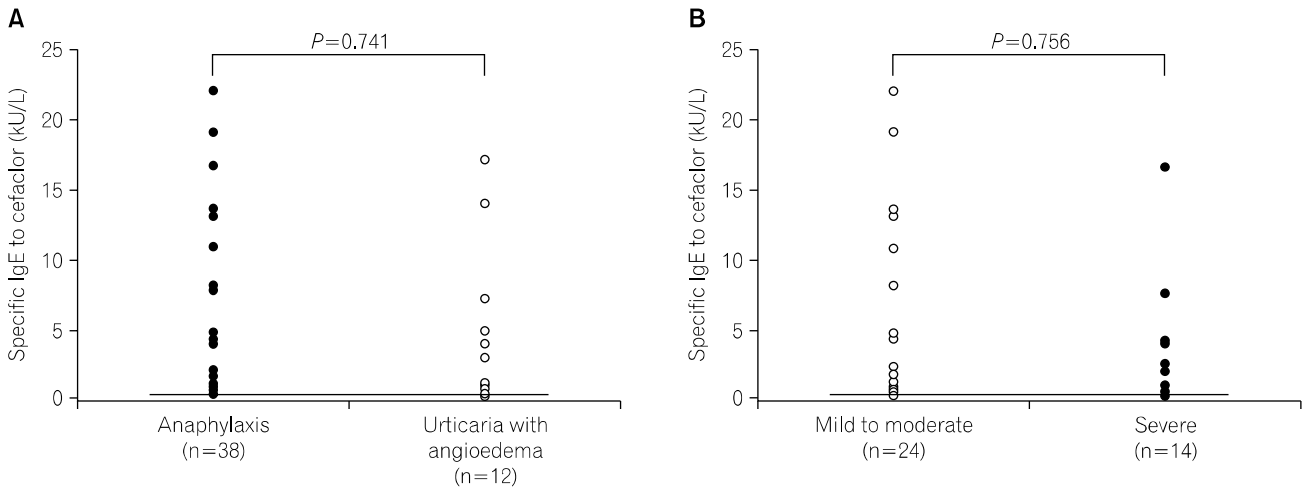 A
P=0.741
Specific IgE to cefaclor (kU/L)
25
20
15
10
5
0
Anaphylaxis
(n=38)
Urticaria with
angioedema
(n=12)
B
P=0.756
Specific IgE to cefaclor (kU/L)
25
20
15
10
5
0
Mild to moderate
(n=24)
Severe
(n=14)